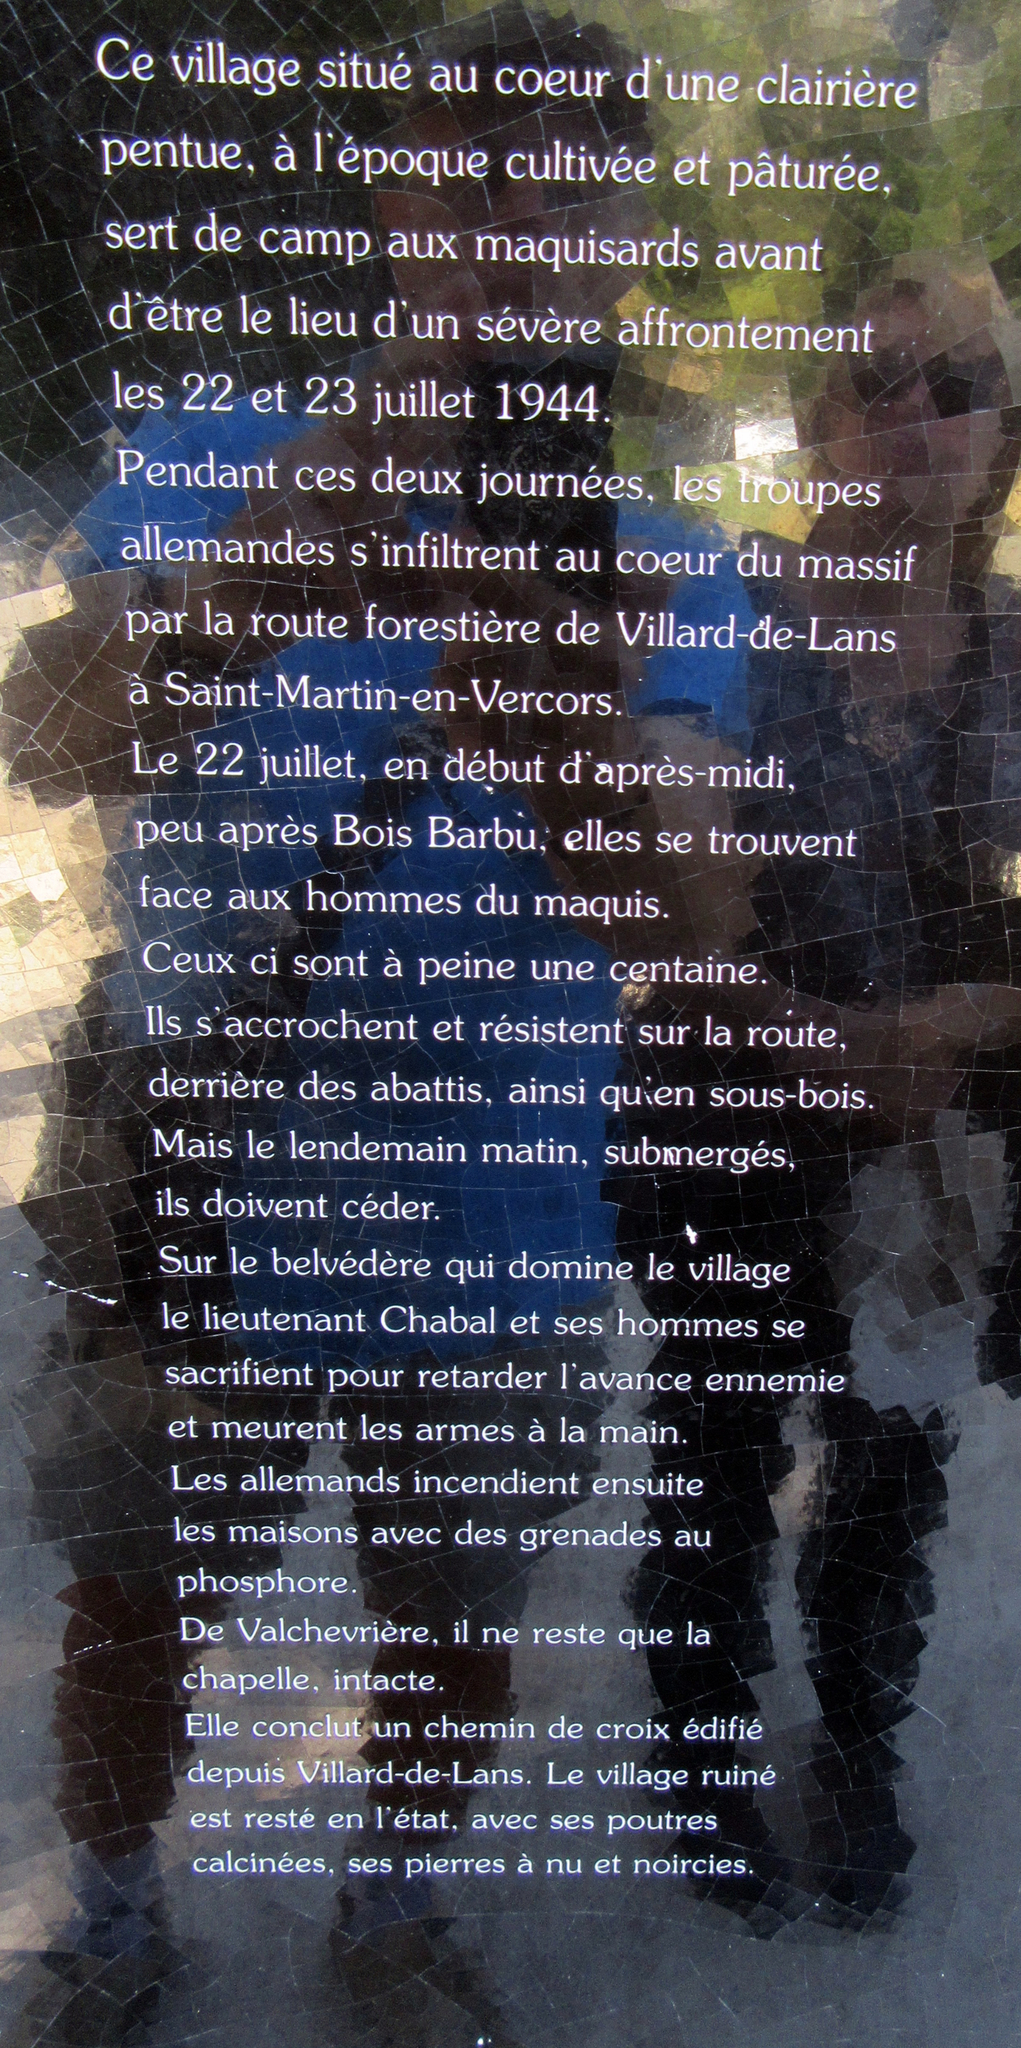 Ce village situé au coeur d'une clairière
pentue, à l'époque cultivée et pâturée,
sert de camp aux maquisards avant
d'être le lieu d'un sévère affrontement
les 22 et 23 juillet 1944.
Pendant ces deux journées, les troupes
allemandes s'infiltrent au coeur du massif
par la route forestière de Villard-de-Lans
à Saint-Martin-en-Vercors.
Le 22 juillet, en début d'après-midi,
peu après Bois Barbu, elles se trouvent
face aux hommes du maquis.
Ceux ci sont à peine une centaine.
Ils s'accrochent et résistent sur la route,
derrière des abattis, ainsi qu'en sous-bois.
Mais le lendemain matin, submergés,
ils doivent céder.
Sur le belvédère qui domine le village
le lieutenant Chabal et ses hommes se
sacrifient pour retarder l'avance ennemie
et meurent les armes à la main.
Les allemands incendient ensuite
les maisons avec des grenades au
phosphore.
De Valchevrière, il ne reste que la
chapelle, intacte.
Elle conclut un chemin de croix édifié
depuis Villard-de-Lans. Le village ruiné
est resté en l'état, avec ses poutres
calcinées, ses pierres à nu et noircies.